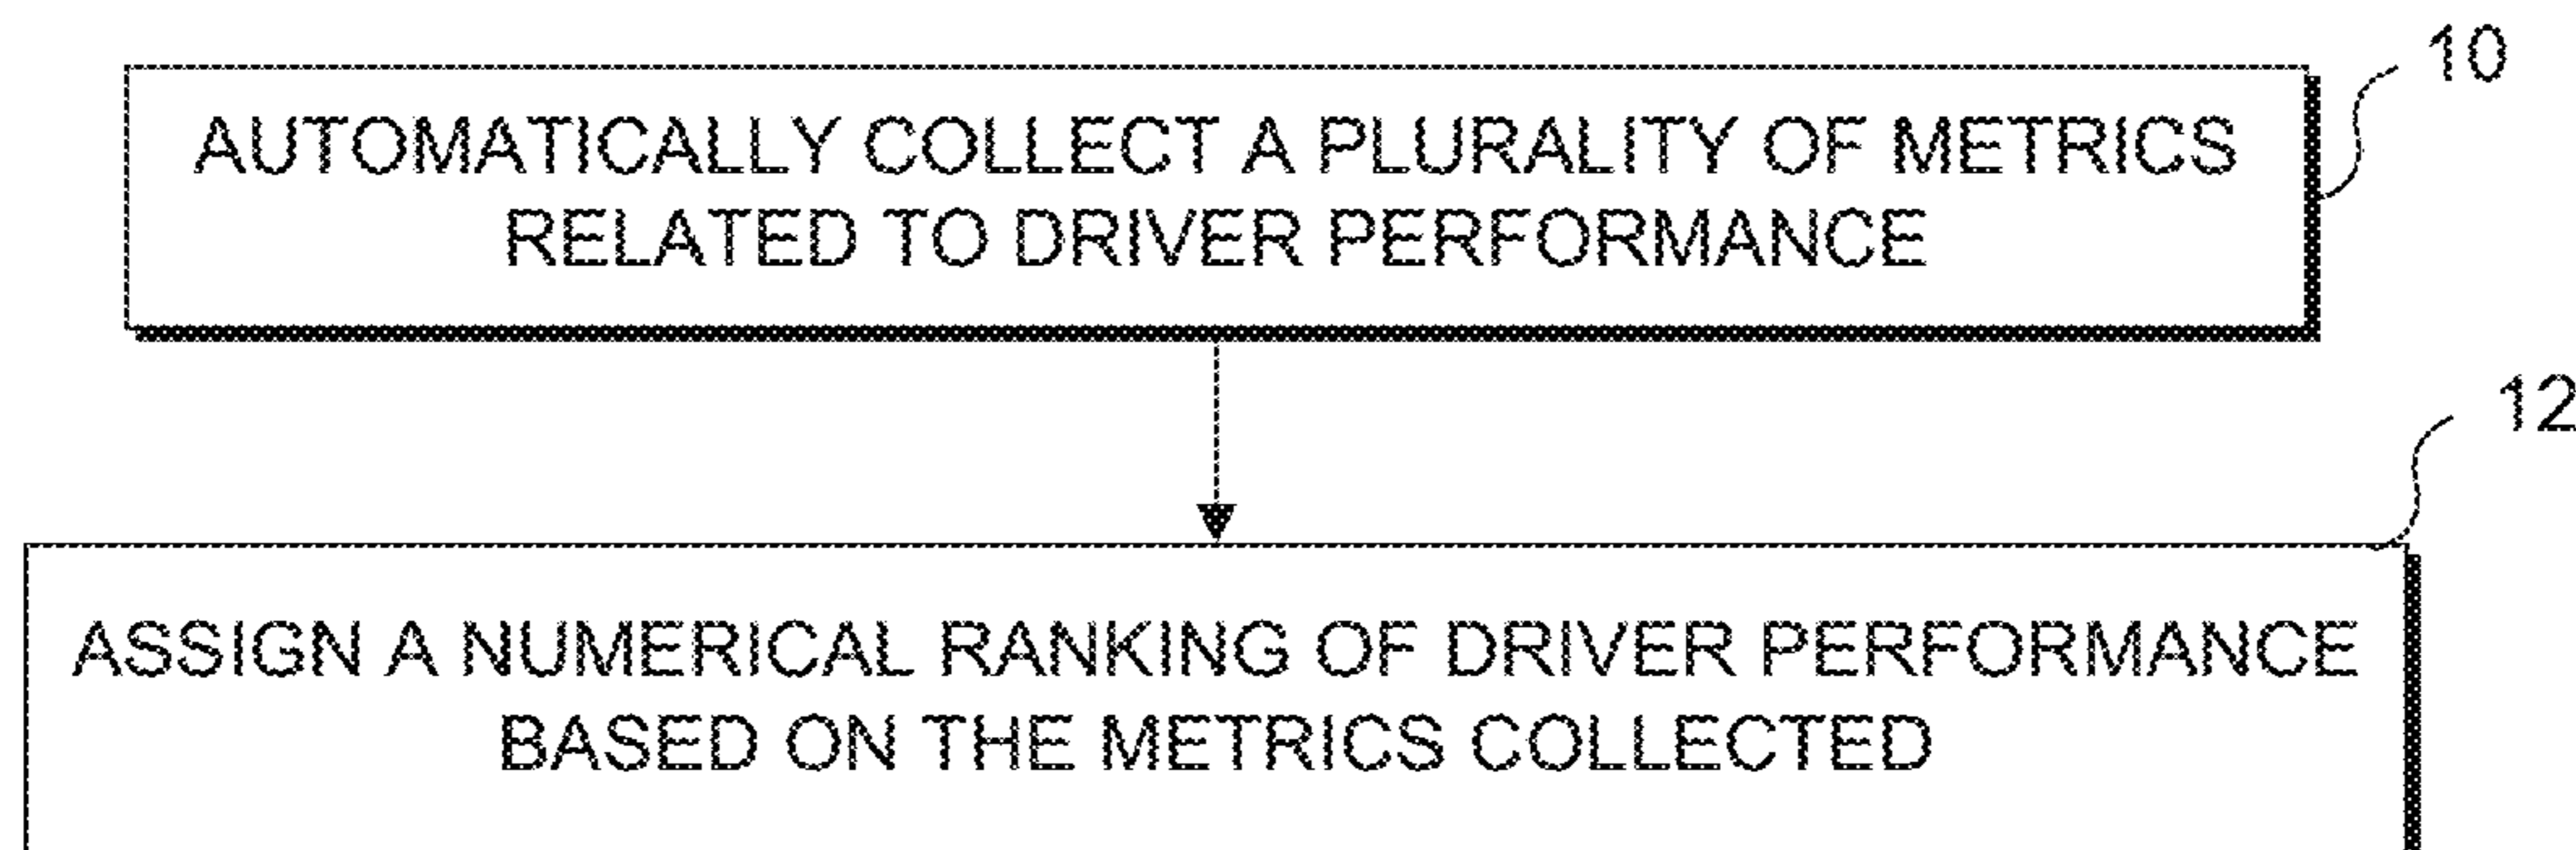 10
AUTOMATICALLY COLLECT A PLURALITY OF METRICS
RELATED TO DRIVER PERFORMANCE
12
ASSIGN A NUMERICAL RANKING OF DRIVER PERFORMANCE
BASED ON THE METRICS COLLECTED